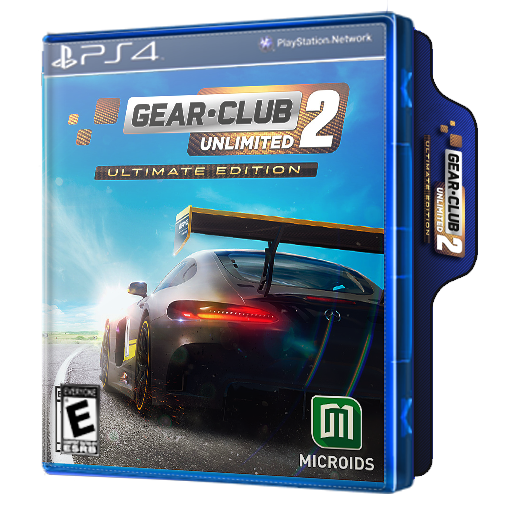 PS4
PlayStation Network
GEAR•CLUB
UNLIMITED 2
ULTIMATE EDITION
EVERYONE
E
ESRB
MICROIDS
GEAR•CLUB
UNLIMITED 2
ULTIMATE EDITION